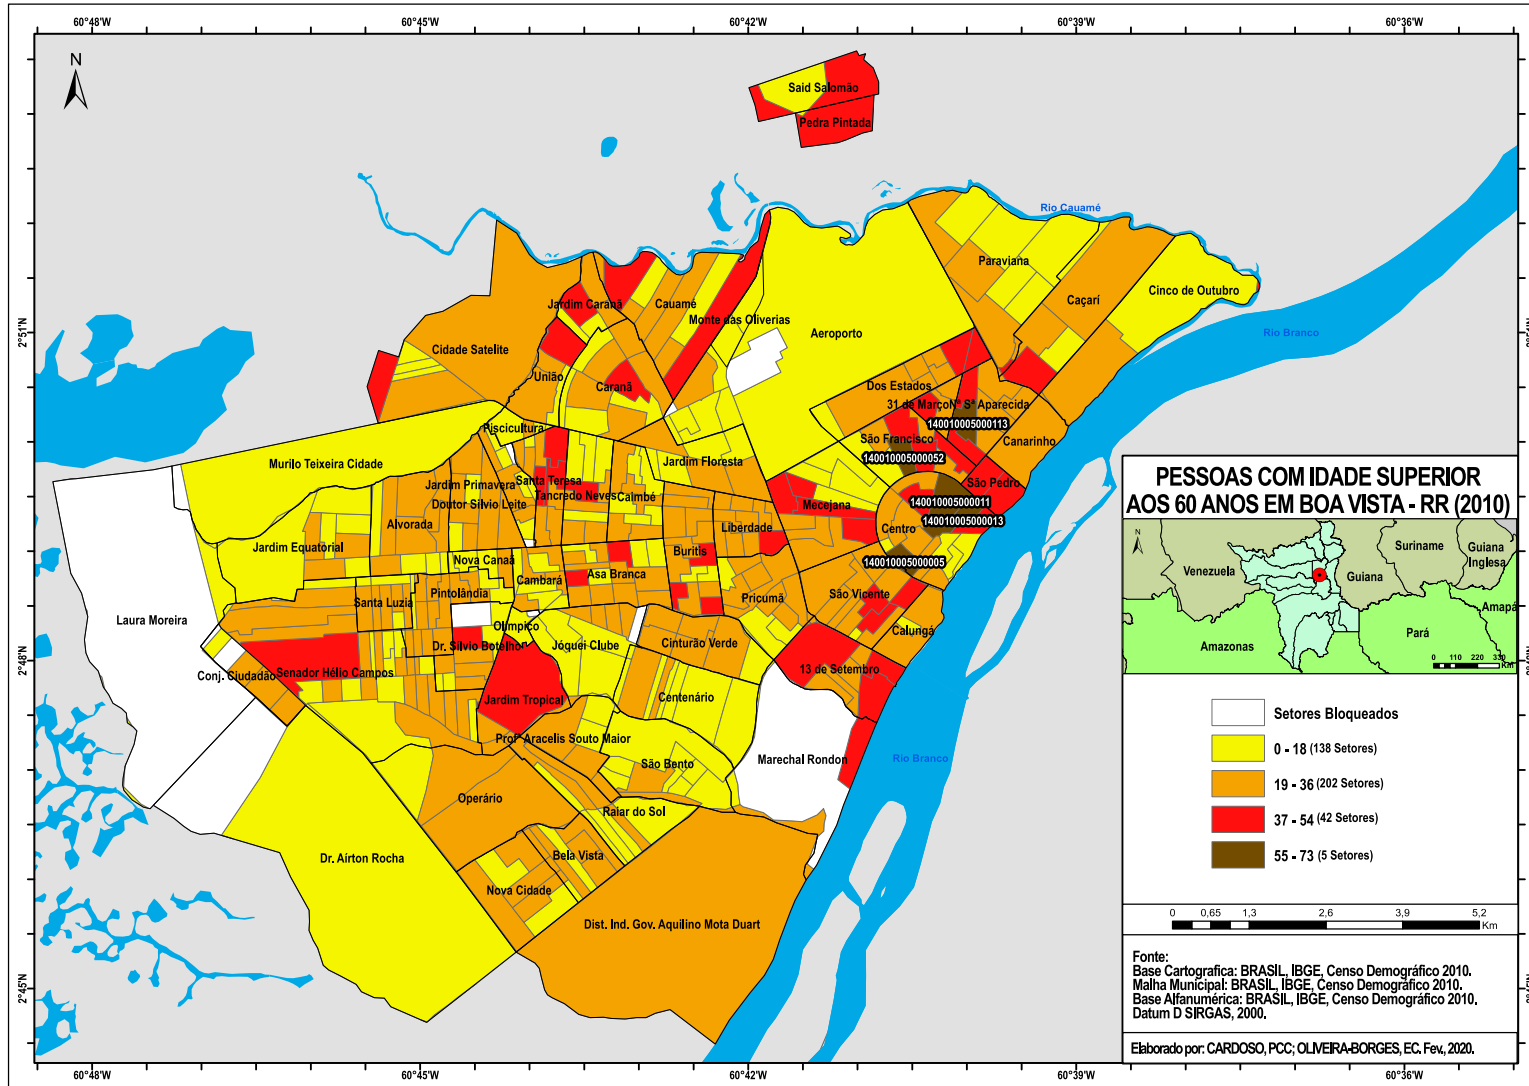 60°48'W 60°45'W 60°42'W 60°39'W 60°36'W
N
Said Salomão
Pedra Pintada
Rio Cauamé
Paraviana
Caçarí
Cinco de Outubro
Jardim Caranã
Cauamé
Monte das Oliverias
Aeroporto
Rio Branco
2°51'N
Cidade Satelite
União
Caranã
Dos Estados
31 de Março
Nª Sª Aparecida
140010005000113
Piscicultura
São Francisco
Canarinho
140010005000052
Murilo Teixeira Cidade
Jardim Floresta
Jardim Primavera
Santa Teresa
São Pedro
Tancredo Neves
Caimbé
Doutor Silvio Leite
Mecejana
140010005000011
Alvorada
Liberdade
Centro
140010005000013
Jardim Equatorial
Buritis
Nova Canaã
140010005000005
Cambará
Asa Branca
Pintolândia
Pricumã
São Vicente
Santa Luzia
Laura Moreira
Olimpico
Calungá
Dr. Silvio Botelho
Jóquei Clube
Cinturão Verde
2°48'N
Conj. Ciudadão
Senador Hélio Campos
13 de Setembro
Jardim Tropical
Centenário
Prof. Aracelis Souto Maior
São Bento
Marechal Rondon
Rio Branco
Operário
Raiar do Sol
Dr. Airton Rocha
Bela Vista
Nova Cidade
Dist. Ind. Gov. Aquilino Mota Duart
2°45'N
60°48'W 60°45'W 60°42'W 60°39'W 60°36'W
PESSOAS COM IDADE SUPERIOR
AOS 60 ANOS EM BOA VISTA - RR (2010)
N
Venezuela
Suriname
Guiana
Inglesa
Guiana
Amapá
Pará
Amazonas
0 110 220 330
Km
Setores Bloqueados
0 - 18 (138 Setores)
19 - 36 (202 Setores)
37 - 54 (42 Setores)
55 - 73 (5 Setores)
0 0,65 1,3 2,6 3,9 5,2
Km
Fonte:
Base Cartografica: BRASIL, IBGE, Censo Demográfico 2010.
Malha Municipal: BRASIL, IBGE, Censo Demográfico 2010.
Base Alfanumérica: BRASIL, IBGE, Censo Demográfico 2010.
Datum D SIRGAS, 2000.
Elaborado por: CARDOSO, PCC; OLIVEIRA-BORGES, EC. Fev., 2020.